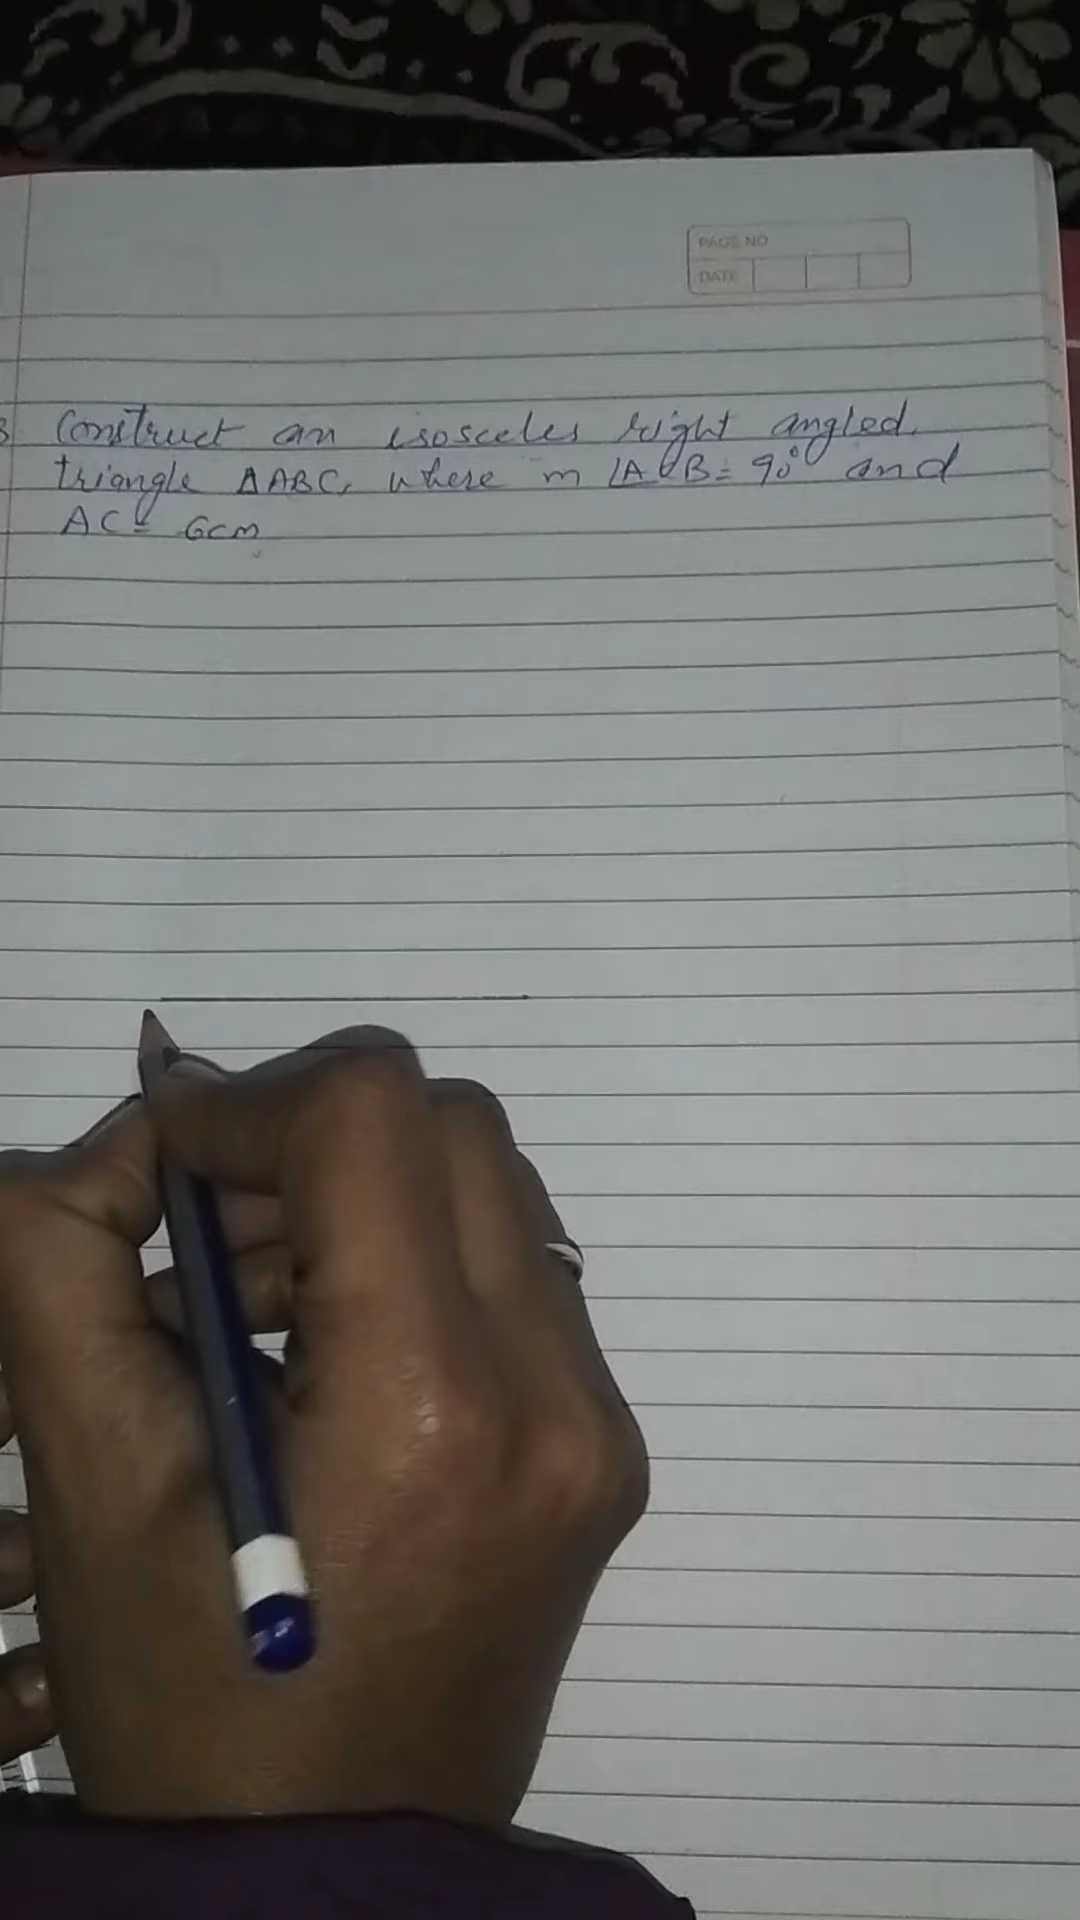 PAGE NO
DATE
3 Construct an isosceles right angled
triangle ΔABC, where m ∠ACB = 90° and
AC = 6cm